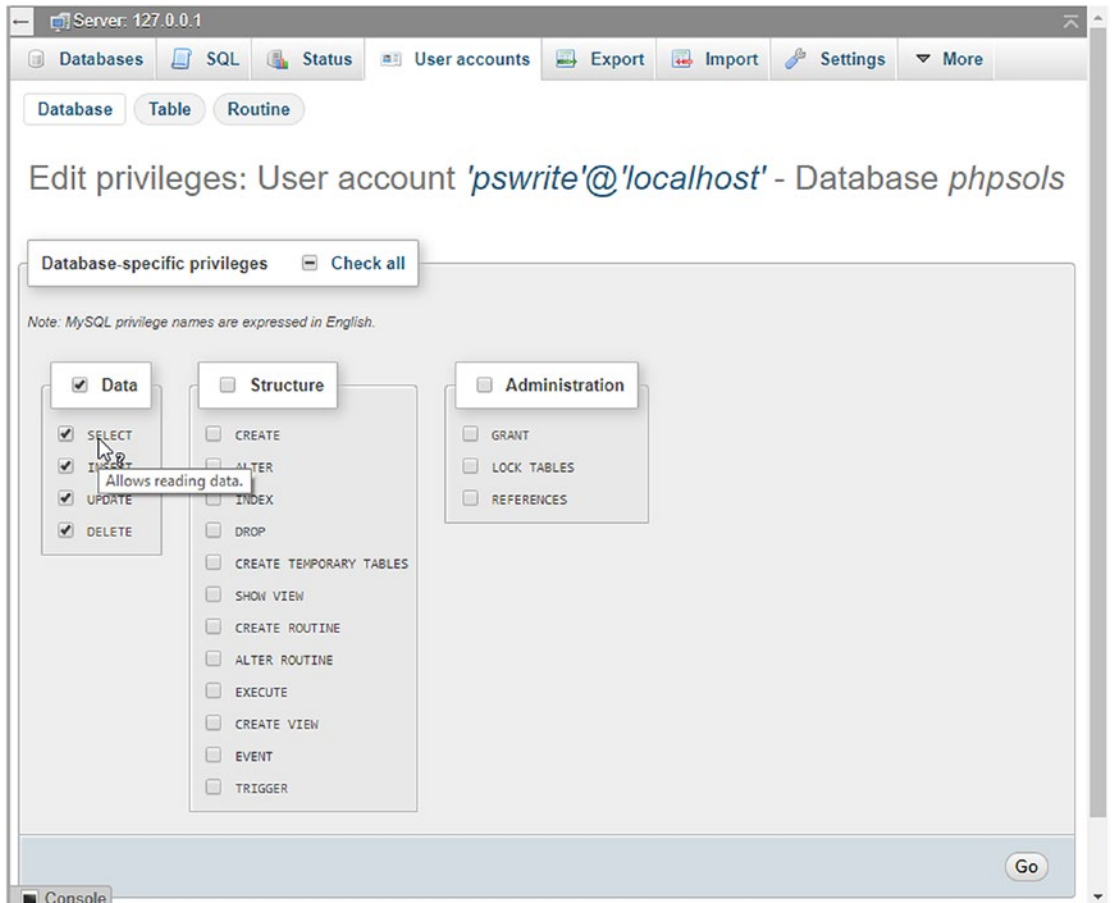 Server: 127.0.0.1
Databases SQL Status User accounts Export Import Settings More
Database Table Routine
Edit privileges: User account 'pswrite'@'localhost' - Database phpsols
Database-specific privileges Check all
Note: MySQL privilege names are expressed in English.
Data
SELECT
INSERT
Allows reading data.
UPDATE
DELETE
Structure
CREATE
ALTER
INDEX
DROP
CREATE TEMPORARY TABLES
SHOW VIEW
CREATE ROUTINE
ALTER ROUTINE
EXECUTE
CREATE VIEW
EVENT
TRIGGER
Administration
GRANT
LOCK TABLES
REFERENCES
Go
Console